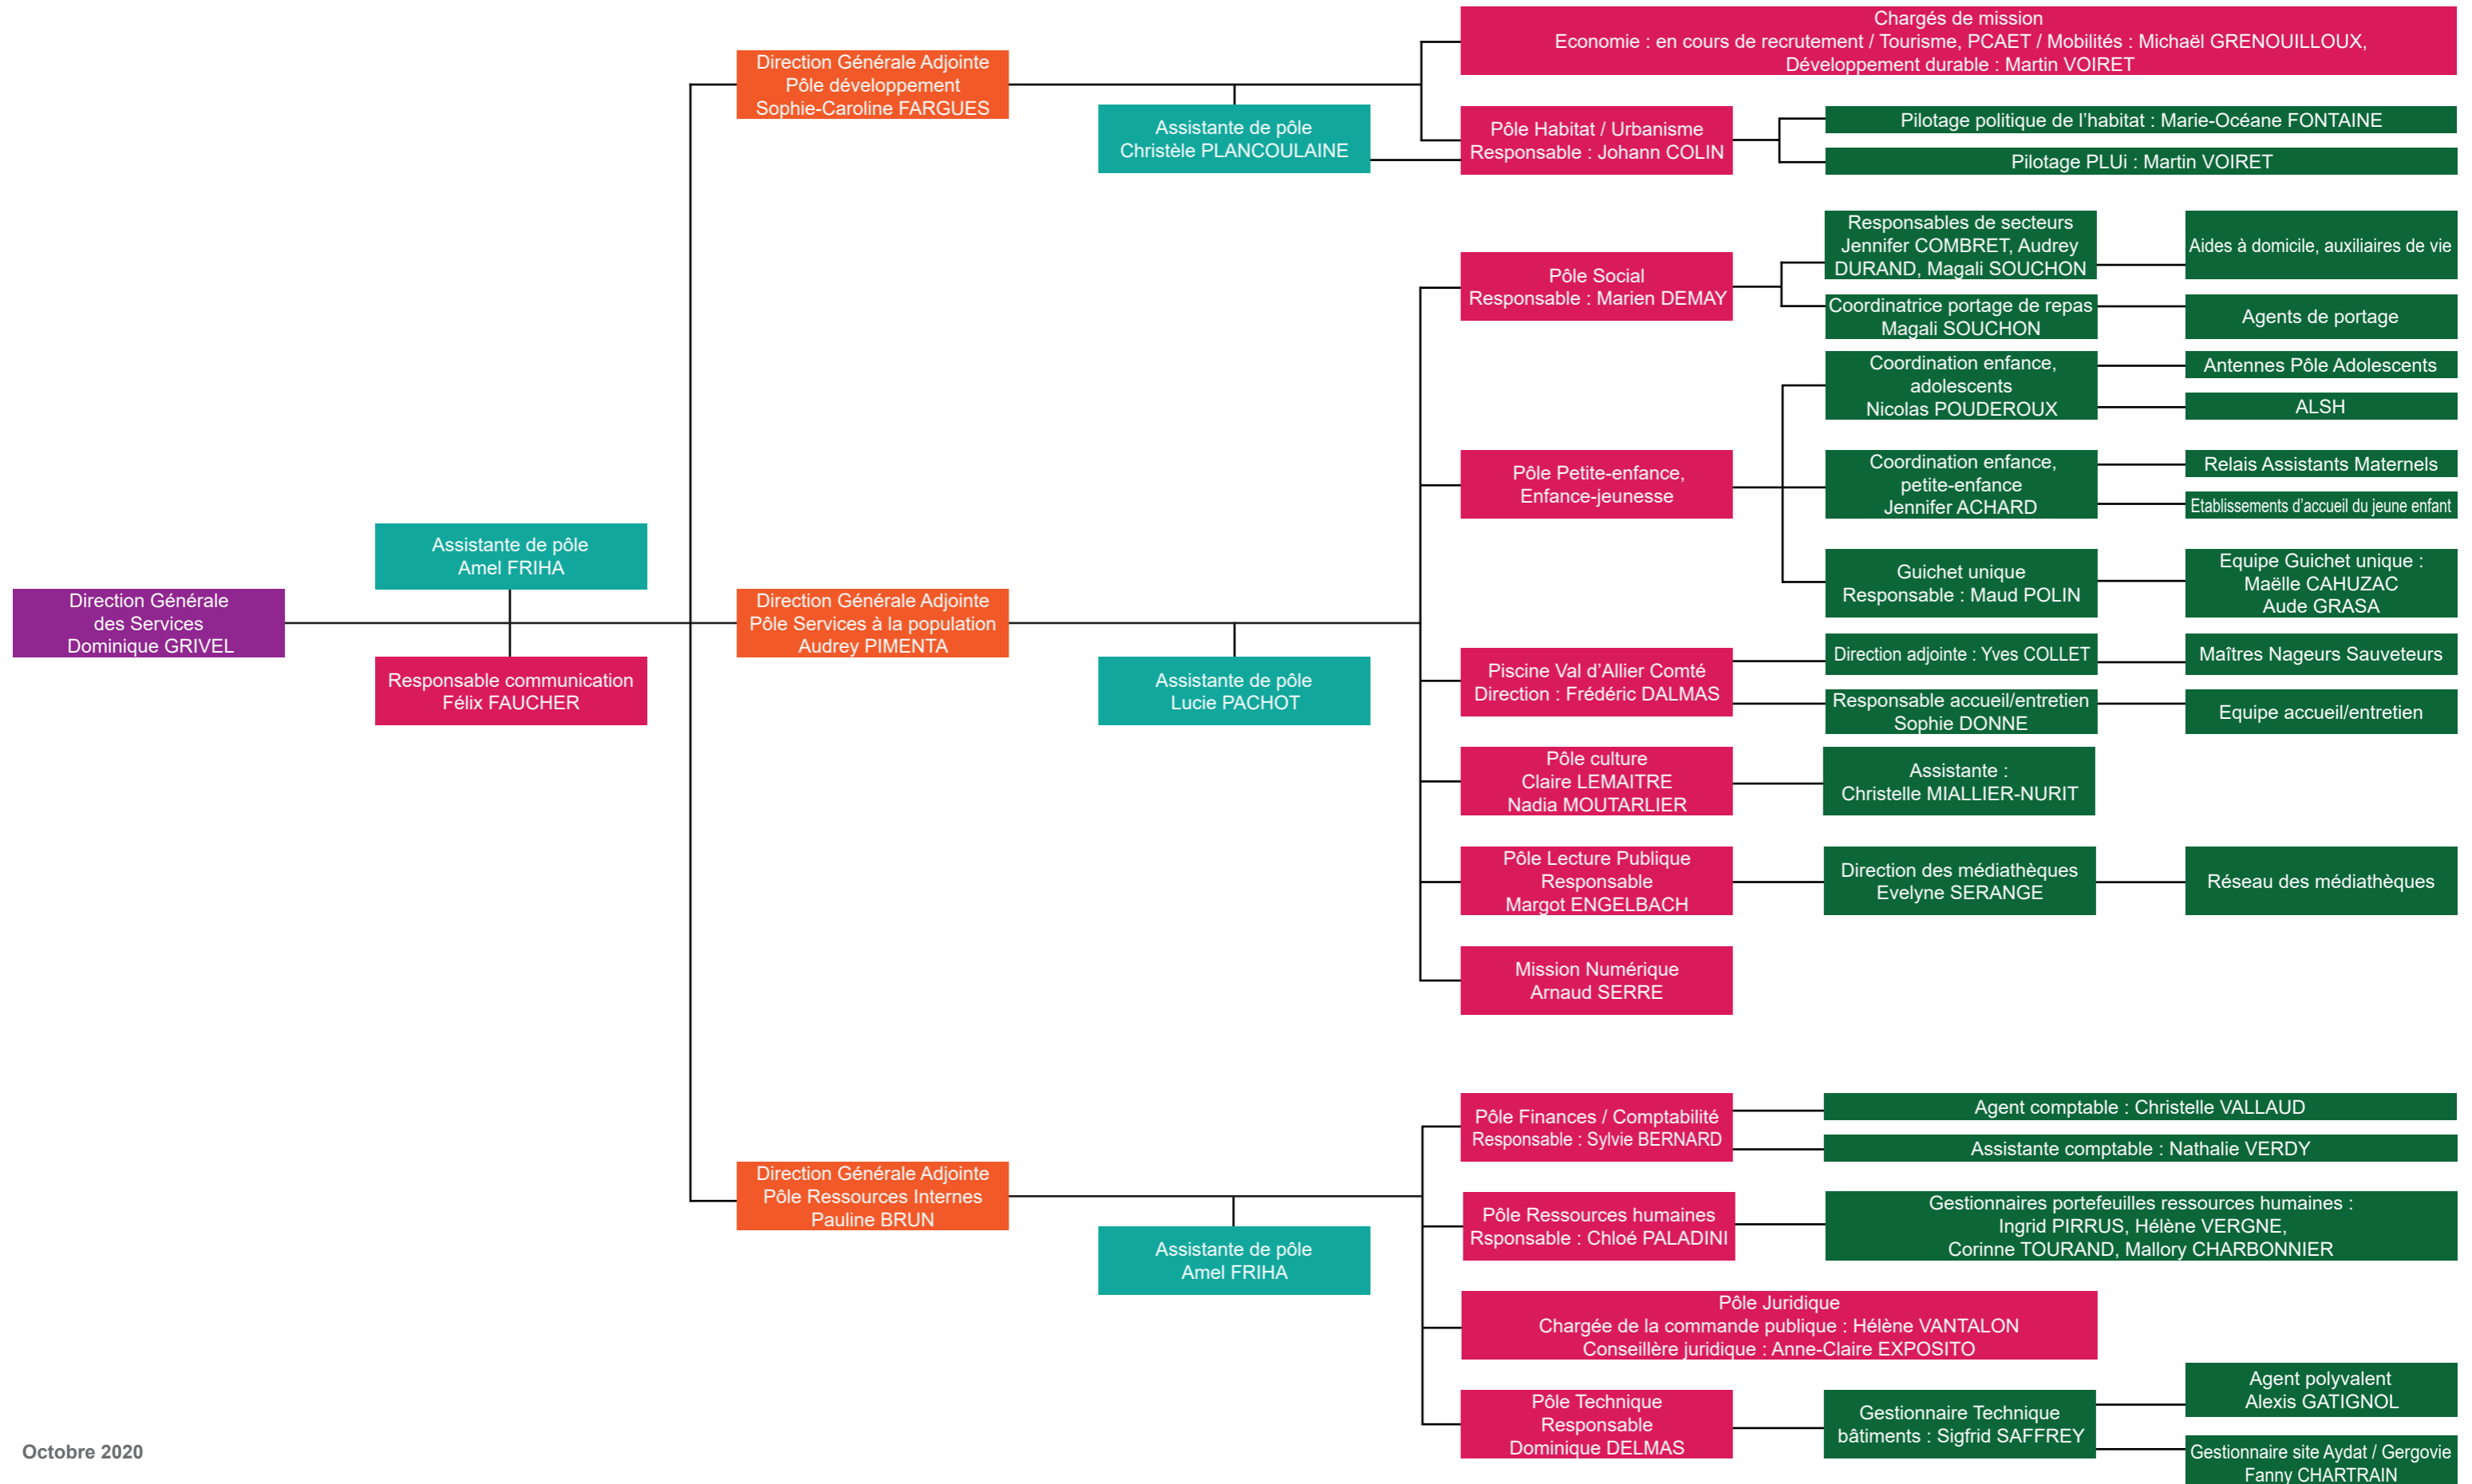 Direction Générale
des Services
Dominique GRIVEL
Assistante de pôle
Amel FRIHA
Responsable communication
Félix FAUCHER
Direction Générale Adjointe
Pôle développement
Sophie-Caroline FARGUES
Assistante de pôle
Christèle PLANCOULAINE
Chargés de mission
Economie : en cours de recrutement / Tourisme, PCAET / Mobilités : Michaël GRENOUILLOUX,
Développement durable : Martin VOIRET
Pôle Habitat / Urbanisme
Responsable : Johann COLIN
Pilotage politique de l'habitat : Marie-Océane FONTAINE
Pilotage PLUi : Martin VOIRET
Direction Générale Adjointe
Pôle Services à la population
Audrey PIMENTA
Assistante de pôle
Lucie PACHOT
Pôle Social
Responsable : Marien DEMAY
Responsables de secteurs
Jennifer COMBRET, Audrey
DURAND, Magali SOUCHON
Aides à domicile, auxiliaires de vie
Coordinatrice portage de repas
Magali SOUCHON
Agents de portage
Pôle Petite-enfance,
Enfance-jeunesse
Coordination enfance,
adolescents
Nicolas POUDEROUX
Antennes Pôle Adolescents
ALSH
Coordination enfance,
petite-enfance
Jennifer ACHARD
Relais Assistants Maternels
Etablissements d'accueil du jeune enfant
Guichet unique
Responsable : Maud POLIN
Equipe Guichet unique :
Maëlle CAHUZAC
Aude GRASA
Piscine Val d'Allier Comté
Direction : Frédéric DALMAS
Direction adjointe : Yves COLLET
Maîtres Nageurs Sauveteurs
Responsable accueil/entretien
Sophie DONNE
Equipe accueil/entretien
Pôle culture
Claire LEMAITRE
Nadia MOUTARLIER
Assistante :
Christelle MIALLIER-NURIT
Pôle Lecture Publique
Responsable
Margot ENGELBACH
Direction des médiathèques
Evelyne SERANGE
Réseau des médiathèques
Mission Numérique
Arnaud SERRE
Direction Générale Adjointe
Pôle Ressources Internes
Pauline BRUN
Assistante de pôle
Amel FRIHA
Pôle Finances / Comptabilité
Responsable : Sylvie BERNARD
Agent comptable : Christelle VALLAUD
Assistante comptable : Nathalie VERDY
Pôle Ressources humaines
Rsponsable : Chloé PALADINI
Gestionnaires portefeuilles ressources humaines :
Ingrid PIRRUS, Hélène VERGNE,
Corinne TOURAND, Mallory CHARBONNIER
Pôle Juridique
Chargée de la commande publique : Hélène VANTALON
Conseillère juridique : Anne-Claire EXPOSITO
Pôle Technique
Responsable
Dominique DELMAS
Gestionnaire Technique
bâtiments : Sigfrid SAFFREY
Agent polyvalent
Alexis GATIGNOL
Gestionnaire site Aydat / Gergovie
Fanny CHARTRAIN
Octobre 2020